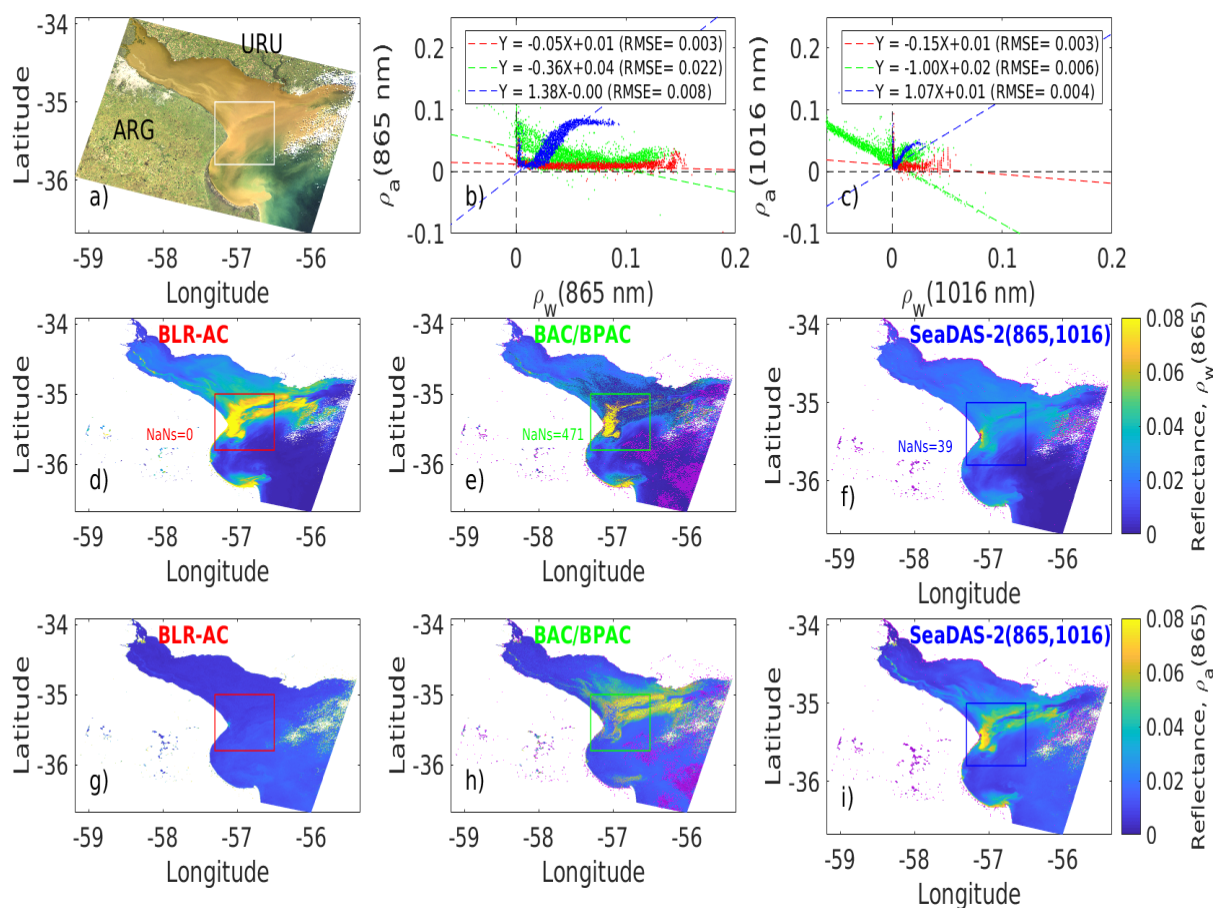 -34
-35
-36
Latitude
URU
ARG
a)
-59 -58 -57 -56
Longitude
0.2
0.1
0
-0.1
ρa(865 nm)
Y = -0.05X+0.01 (RMSE= 0.003)
Y = -0.36X+0.04 (RMSE= 0.022)
Y = 1.38X-0.00 (RMSE= 0.008)
b)
0 0.1 0.2
ρw(865 nm)
0.2
0.1
0
-0.1
ρa(1016 nm)
Y = -0.15X+0.01 (RMSE= 0.003)
Y = -1.00X+0.02 (RMSE= 0.006)
Y = 1.07X+0.01 (RMSE= 0.004)
c)
0 0.1 0.2
ρw(1016 nm)
BLR-AC
-34
-35
-36
Latitude
NaNs=0
d)
-59 -58 -57 -56
Longitude
BAC/BPAC
-34
-35
-36
Latitude
NaNs=471
e)
-59 -58 -57 -56
Longitude
SeaDAS-2(865,1016)
-34
-35
-36
Latitude
NaNs=39
f)
-59 -58 -57 -56
Longitude
0.08
0.06
0.04
0.02
0
Reflectance, ρw(865)
BLR-AC
-34
-35
-36
Latitude
g)
-59 -58 -57 -56
Longitude
BAC/BPAC
-34
-35
-36
Latitude
h)
-59 -58 -57 -56
Longitude
SeaDAS-2(865,1016)
-34
-35
-36
Latitude
i)
-59 -58 -57 -56
Longitude
0.08
0.06
0.04
0.02
0
Reflectance, ρa(865)